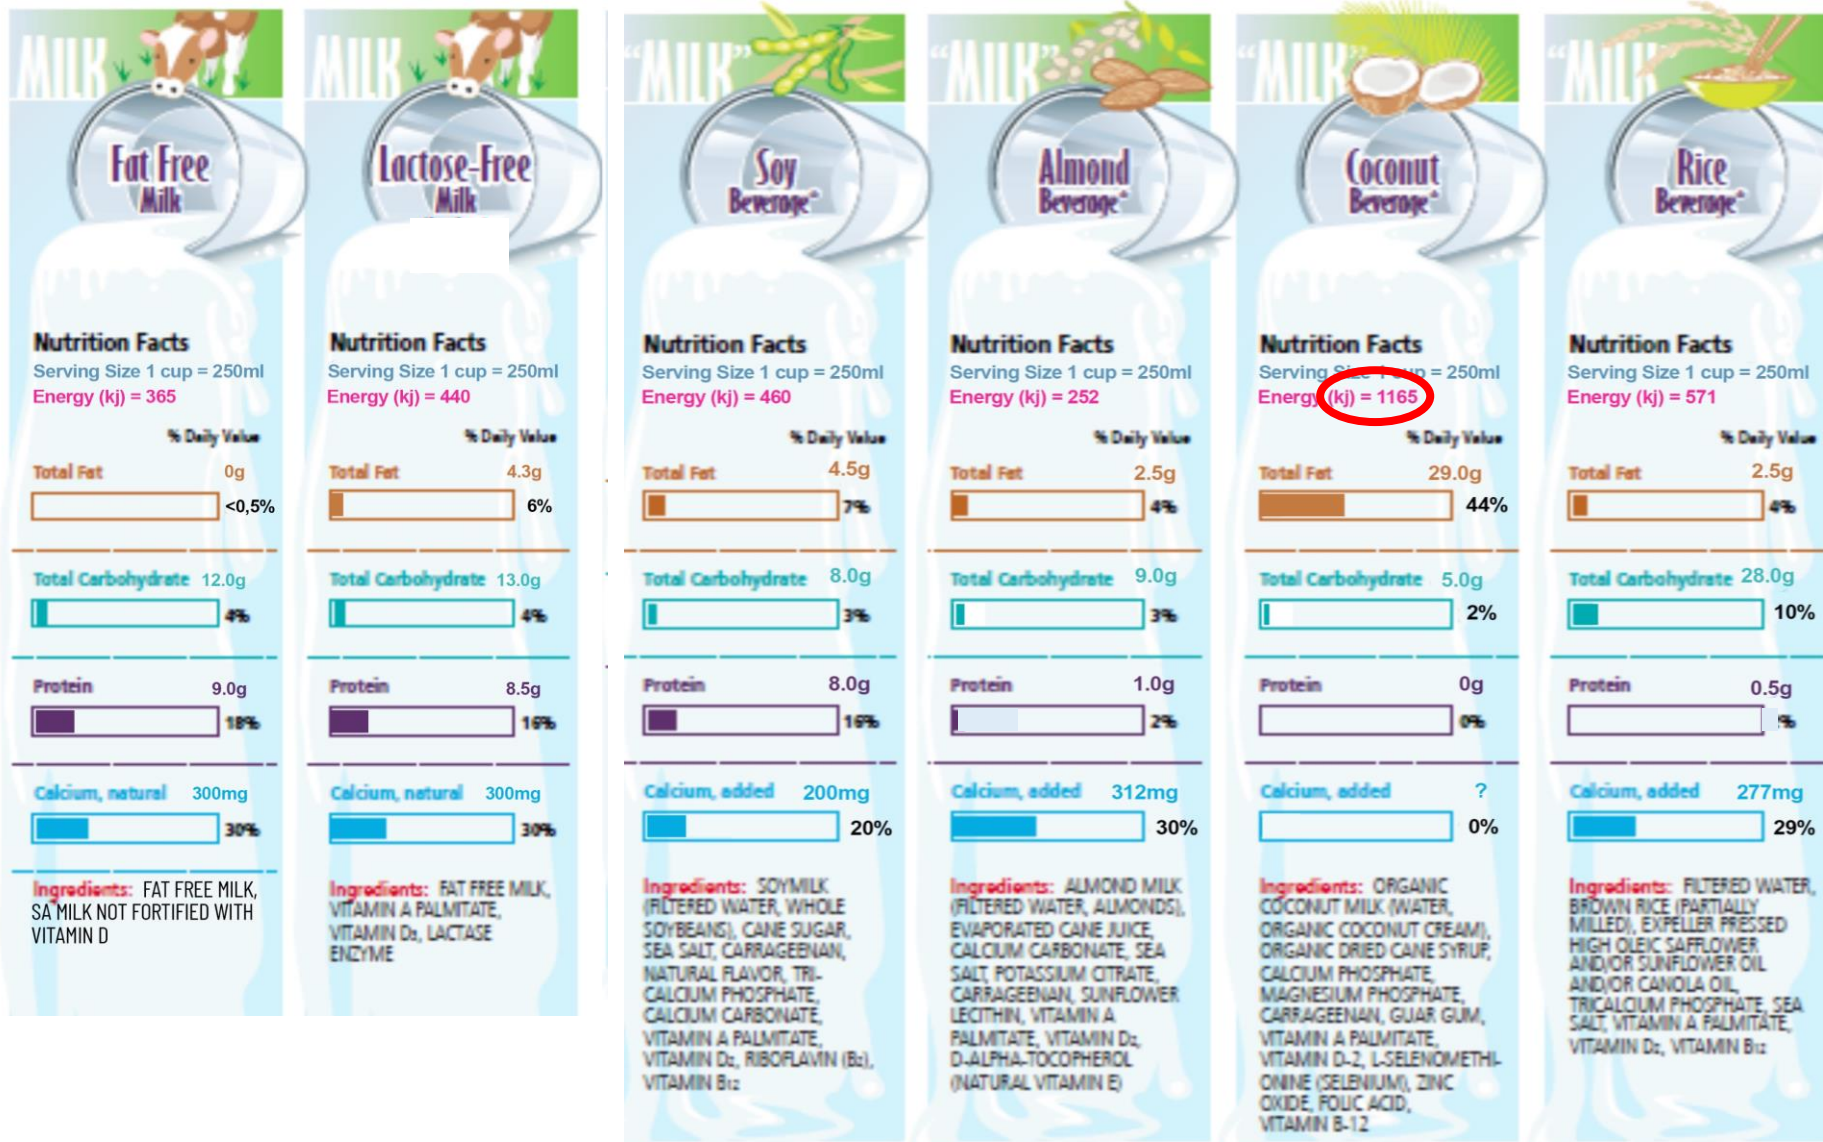 MILK
Fat Free
Milk
Nutrition Facts
Serving Size 1 cup = 250ml
Energy (kj) = 365
% Daily Value
Total Fat 0g
<0,5%
Total Carbohydrate 12.0g
4%
Protein 9.0g
18%
Calcium, natural 300mg
30%
Ingredients: FAT FREE MILK,
SA MILK NOT FORTIFIED WITH
VITAMIN D
MILK
Lactose-Free
Milk
Nutrition Facts
Serving Size 1 cup = 250ml
Energy (kj) = 440
% Daily Value
Total Fat 4.3g
6%
Total Carbohydrate 13.0g
4%
Protein 8.5g
16%
Calcium, natural 300mg
30%
Ingredients: FAT FREE MILK,
VITAMIN A PALMITATE,
VITAMIN D₃, LACTASE
ENZYME
“MILK”
Soy
Beverage*
Nutrition Facts
Serving Size 1 cup = 250ml
Energy (kj) = 460
% Daily Value
Total Fat 4.5g
7%
Total Carbohydrate 8.0g
3%
Protein 8.0g
16%
Calcium, added 200mg
20%
Ingredients: SOYMILK
(FILTERED WATER, WHOLE
SOYBEANS), CANE SUGAR,
SEA SALT, CARRAGEENAN,
NATURAL FLAVOR, TRI-
CALCIUM PHOSPHATE,
CALCIUM CARBONATE,
VITAMIN A PALMITATE,
VITAMIN D₂, RIBOFLAVIN (B₂),
VITAMIN B₁₂
“MILK”
Almond
Beverage*
Nutrition Facts
Serving Size 1 cup = 250ml
Energy (kj) = 252
% Daily Value
Total Fat 2.5g
4%
Total Carbohydrate 9.0g
3%
Protein 1.0g
2%
Calcium, added 312mg
30%
Ingredients: ALMOND MILK
(FILTERED WATER, ALMONDS),
EVAPORATED CANE JUICE,
CALCIUM CARBONATE, SEA
SALT, POTASSIUM CITRATE,
CARRAGEENAN, SUNFLOWER
LECITHIN, VITAMIN A
PALMITATE, VITAMIN D₂,
D-ALPHA-TOCOPHEROL
(NATURAL VITAMIN E)
“MILK”
Coconut
Beverage*
Nutrition Facts
Serving Size 1 cup = 250ml
Energy (kj) = 1165
% Daily Value
Total Fat 29.0g
44%
Total Carbohydrate 5.0g
2%
Protein 0g
0%
Calcium, added ?
0%
Ingredients: ORGANIC
COCONUT MILK (WATER,
ORGANIC COCONUT CREAM),
ORGANIC DRIED CANE SYRUP,
CALCIUM PHOSPHATE,
MAGNESIUM PHOSPHATE,
CARRAGEENAN, GUAR GUM,
VITAMIN A PALMITATE,
VITAMIN D-2, L-SELENOMETHI-
ONINE (SELENIUM), ZINC
OXIDE, FOLIC ACID,
VITAMIN B-12
“MILK”
Rice
Beverage*
Nutrition Facts
Serving Size 1 cup = 250ml
Energy (kj) = 571
% Daily Value
Total Fat 2.5g
4%
Total Carbohydrate 28.0g
10%
Protein 0.5g
%
Calcium, added 277mg
29%
Ingredients: FILTERED WATER,
BROWN RICE (PARTIALLY
MILLED), EXPELLER PRESSED
HIGH OLEIC SAFFLOWER
AND/OR SUNFLOWER OIL
AND/OR CANOLA OIL,
TRICALCIUM PHOSPHATE, SEA
SALT, VITAMIN A PALMITATE,
VITAMIN D₂, VITAMIN B₁₂